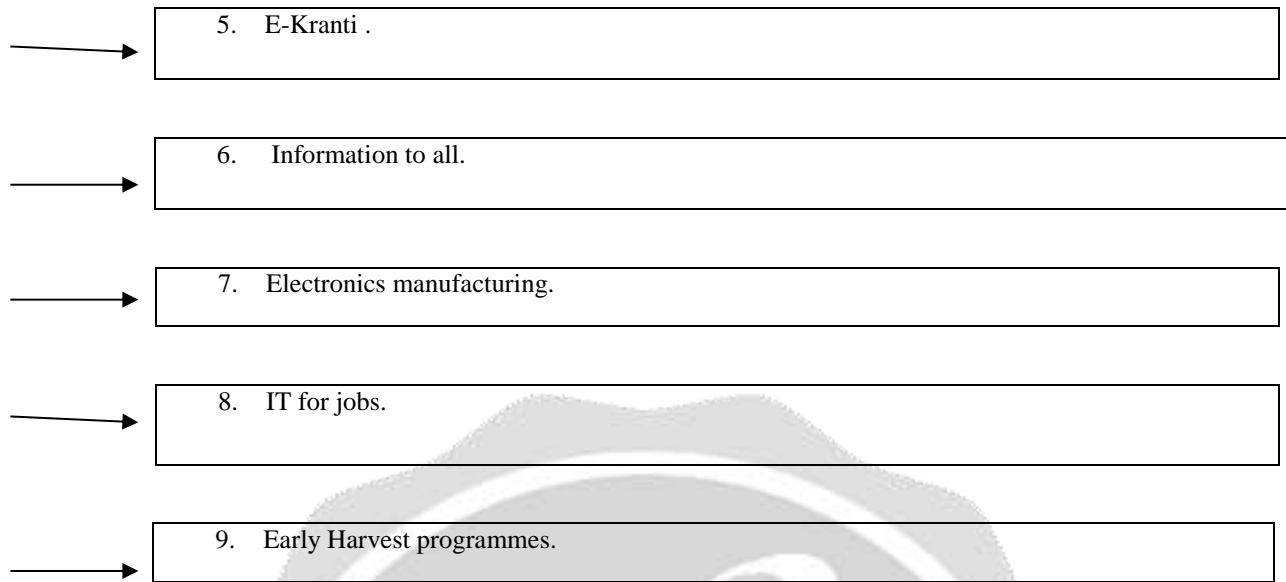 5. E-Kranti .
6. Information to all.
7. Electronics manufacturing.
8. IT for jobs.
9. Early Harvest programmes.